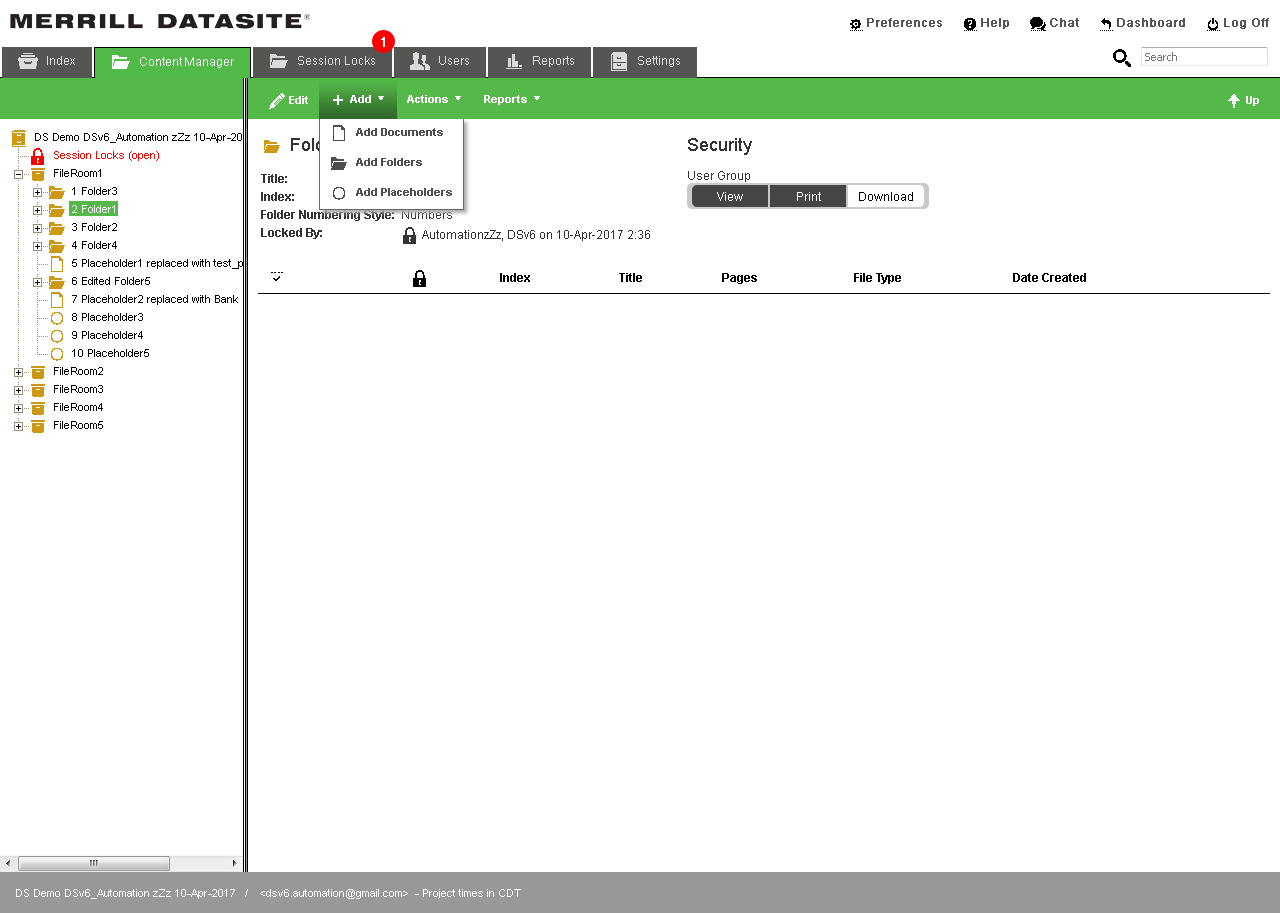 MERRILL DATASITE®
Preferences
Help
Chat
Dashboard
Log Off
1
Index
Content Manager
Session Locks
Users
Reports
Settings
Search
Edit
Add
Actions
Reports
Up
Add Documents
Add Folders
Add Placeholders
DS Demo DSv6_Automation zZz 10-Apr-20
Session Locks (open)
FileRoom1
1 Folder3
2 Folder1
3 Folder2
4 Folder4
5 Placeholder1 replaced with test_p
6 Edited Folder5
7 Placeholder2 replaced with Bank
8 Placeholder3
9 Placeholder4
10 Placeholder5
FileRoom2
FileRoom3
FileRoom4
FileRoom5
Title:
Index:
Folder Numbering Style: Numbers
Locked By: AutomationzZz, DSv6 on 10-Apr-2017 2:36
Security
User Group
View
Print
Download
Index
Title
Pages
File Type
Date Created
DS Demo DSv6_Automation zZz 10-Apr-2017 / <dsv6.automation@gmail.com> - Project times in CDT